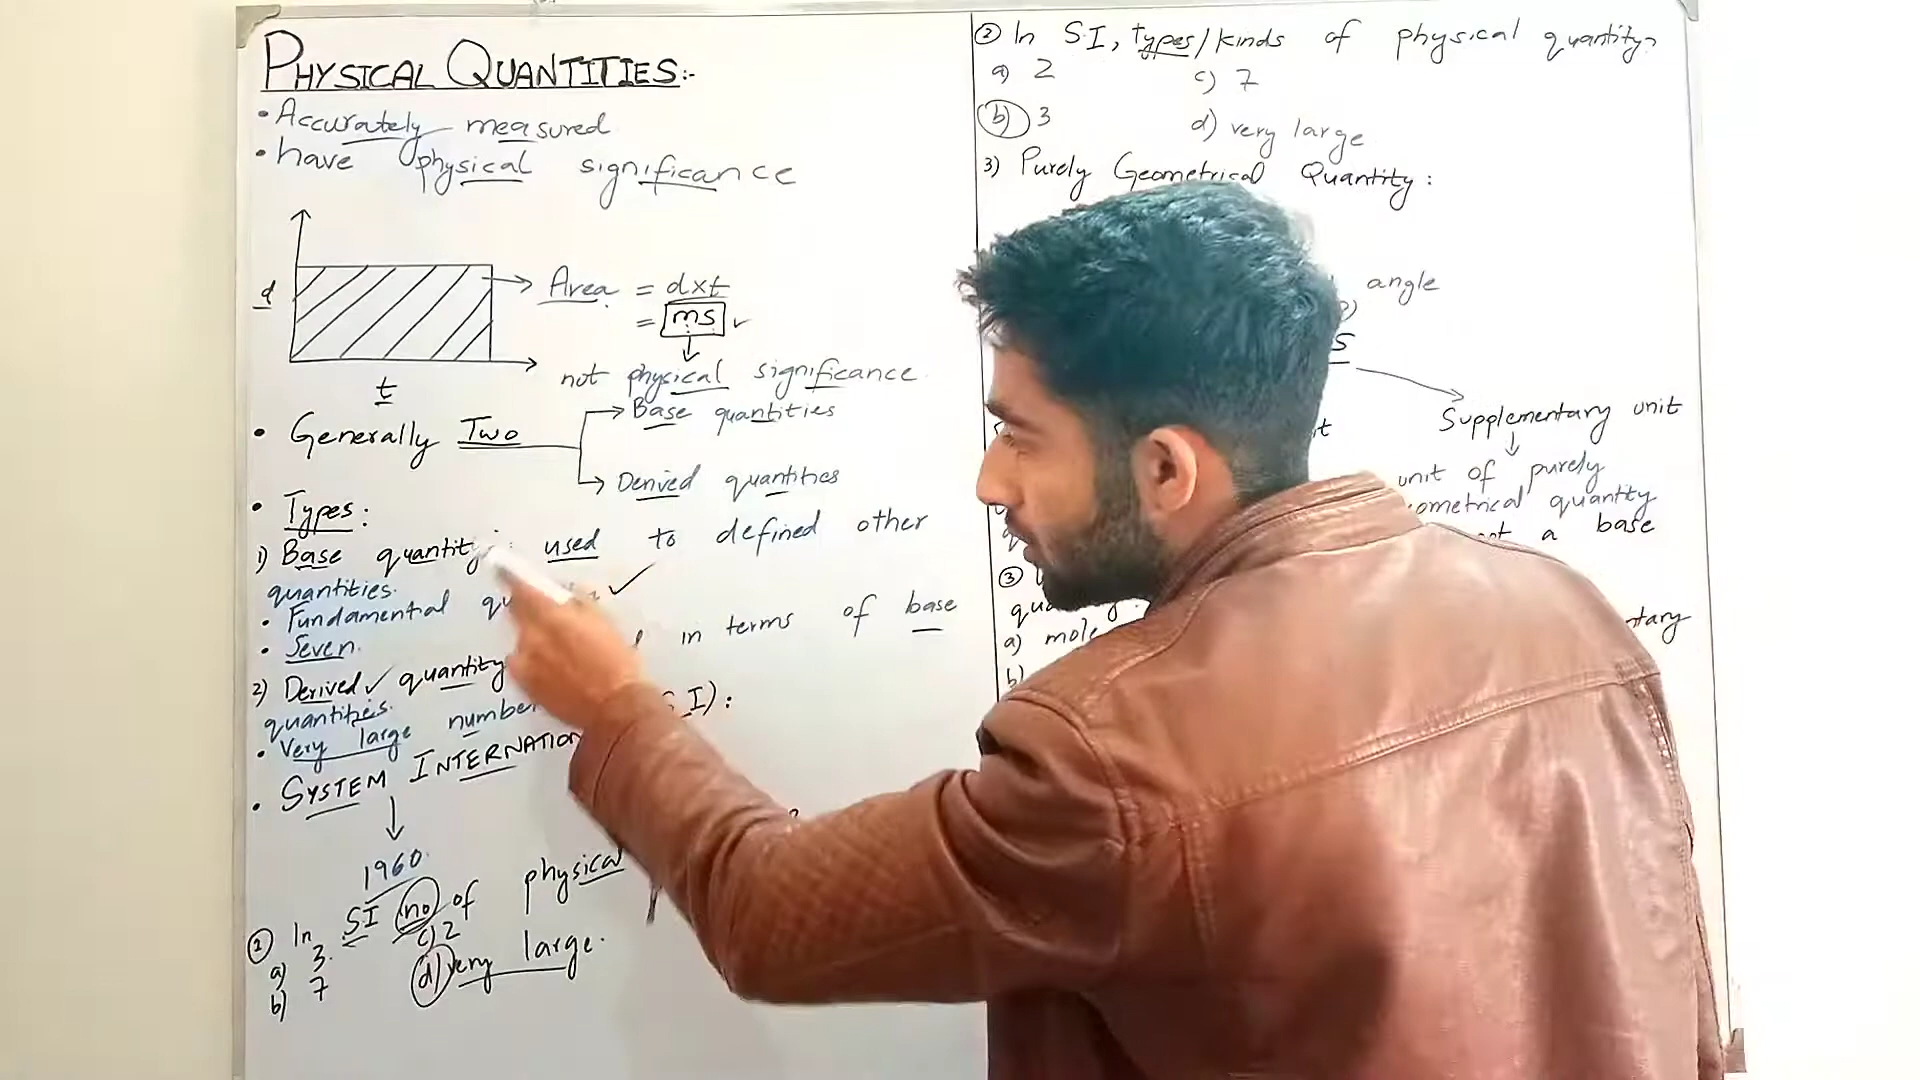 PHYSICAL QUANTITIES:-
• Accurately measured
• have physical significance
d
t
Area = dxt
= ms
not physical significance.
• Generally Two
Base quantities
Derived quantities
• Types:
1) Base quantity: used to defined other
quantities.
• Fundamental
• Seven.
2) Derived ✓ quantity in terms of base
quantities.
• Very large number
• SYSTEM INTERNATION SI):
1960.
① In SI no of physical
a) 3. c) 2
b) 7 d) very large.
② In SI, types/kinds of physical quantity?
a) 2 c) 7
b) 3 d) very large
3) Purely Geometrical Quantity:
angle
S
Supplementary unit
unit of purely
ometrical quantity
a base
③
a) mole
b)